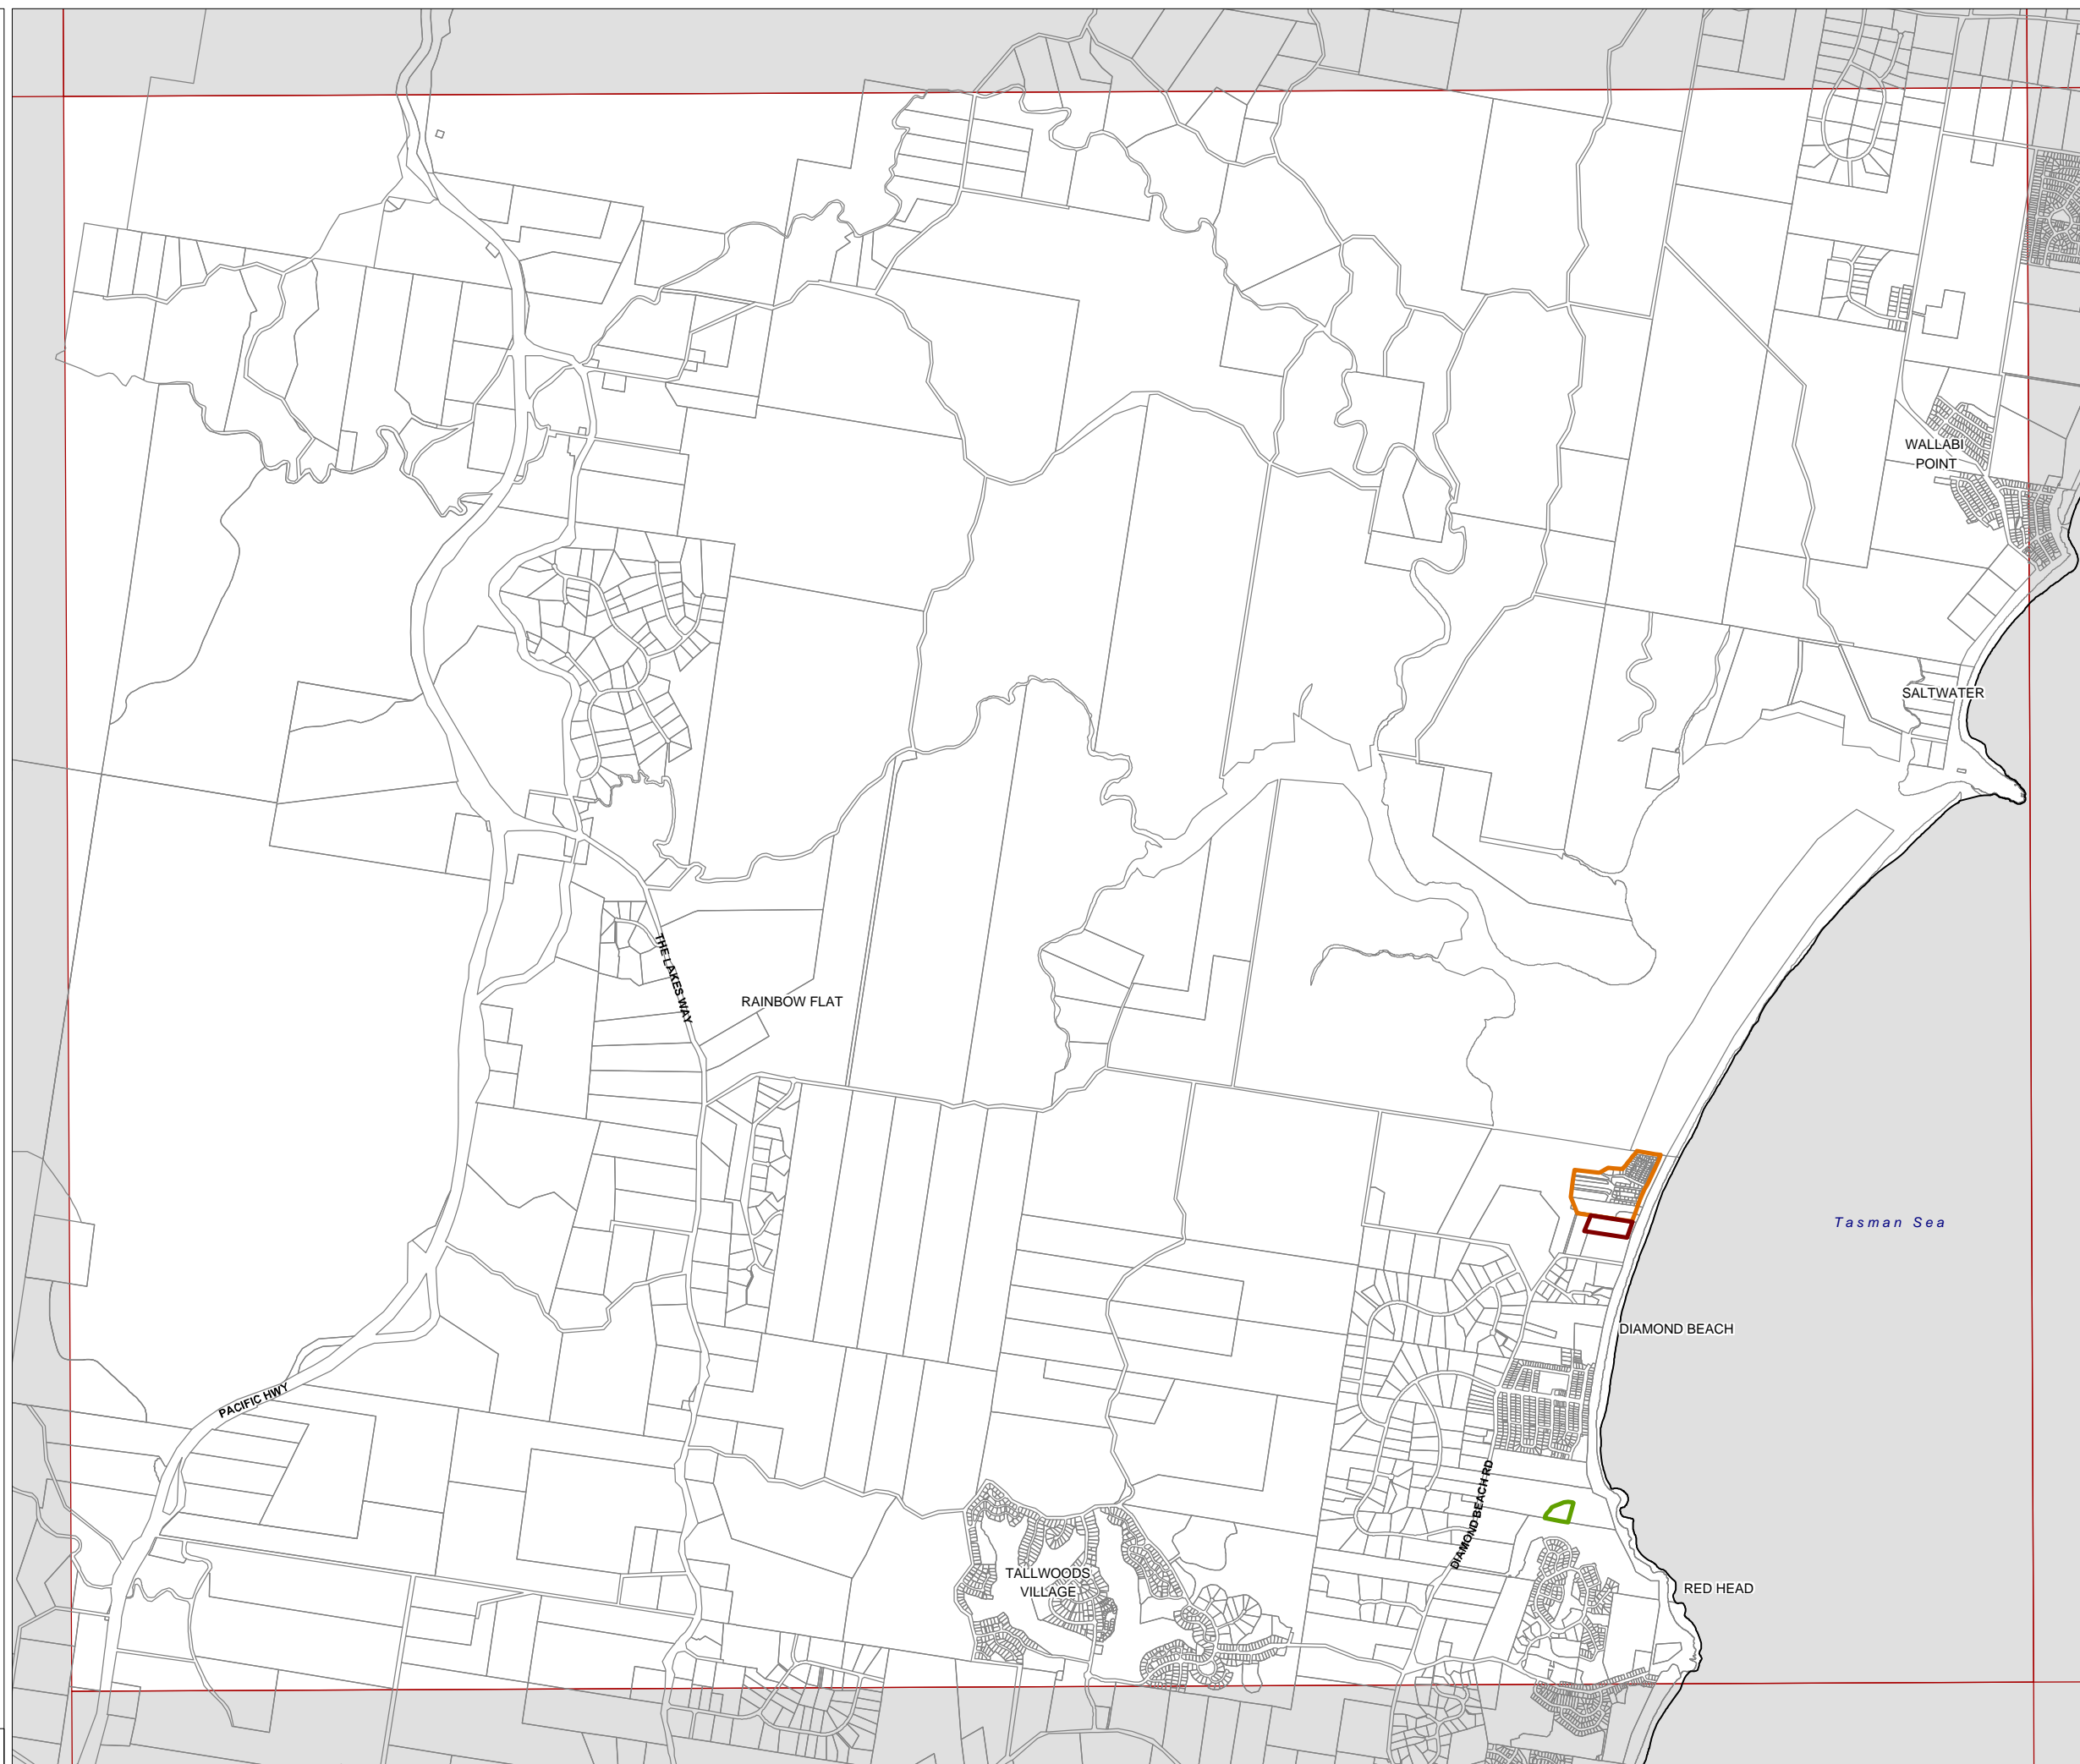 WALLABI
POINT
SALTWATER
THE LAKES WAY
RAINBOW FLAT
Tasman Sea
DIAMOND BEACH
PACIFIC HWY
DIAMOND BEACH RD
TALLWOODS
VILLAGE
RED HEAD